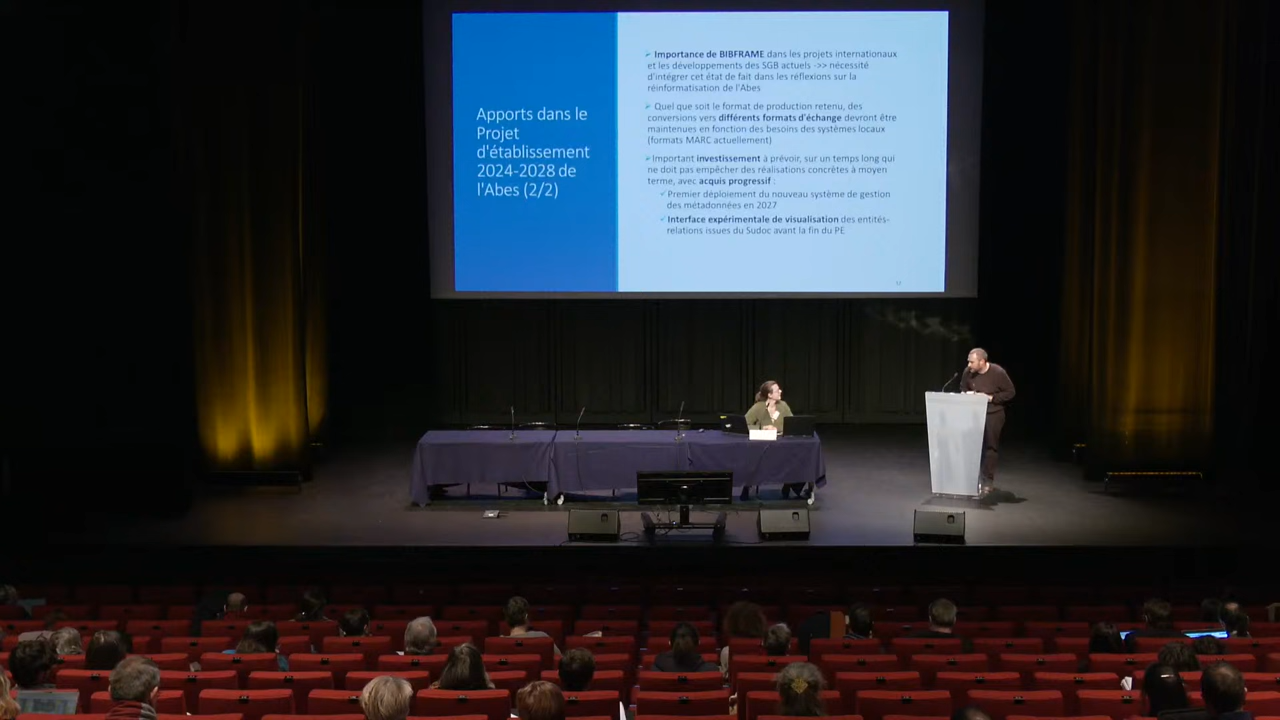 Apports dans le
Projet
d'établissement
2024-2028 de
l'Abes (2/2)
➢ Importance de BIBFRAME dans les projets internationaux
et les développements des SGB actuels ->> nécessité
d'intégrer cet état de fait dans les réflexions sur la
réinformatisation de l'Abes
➢ Quel que soit le format de production retenu, des
conversions vers différents formats d'échange devront être
maintenues en fonction des besoins des systèmes locaux
(formats MARC actuellement)
➢ Important investissement à prévoir, sur un temps long qui
ne doit pas empêcher des réalisations concrètes à moyen
terme, avec acquis progressif :
✓ Premier déploiement du nouveau système de gestion
des métadonnées en 2027
✓ Interface expérimentale de visualisation des entités-
relations issues du Sudoc avant la fin du PE